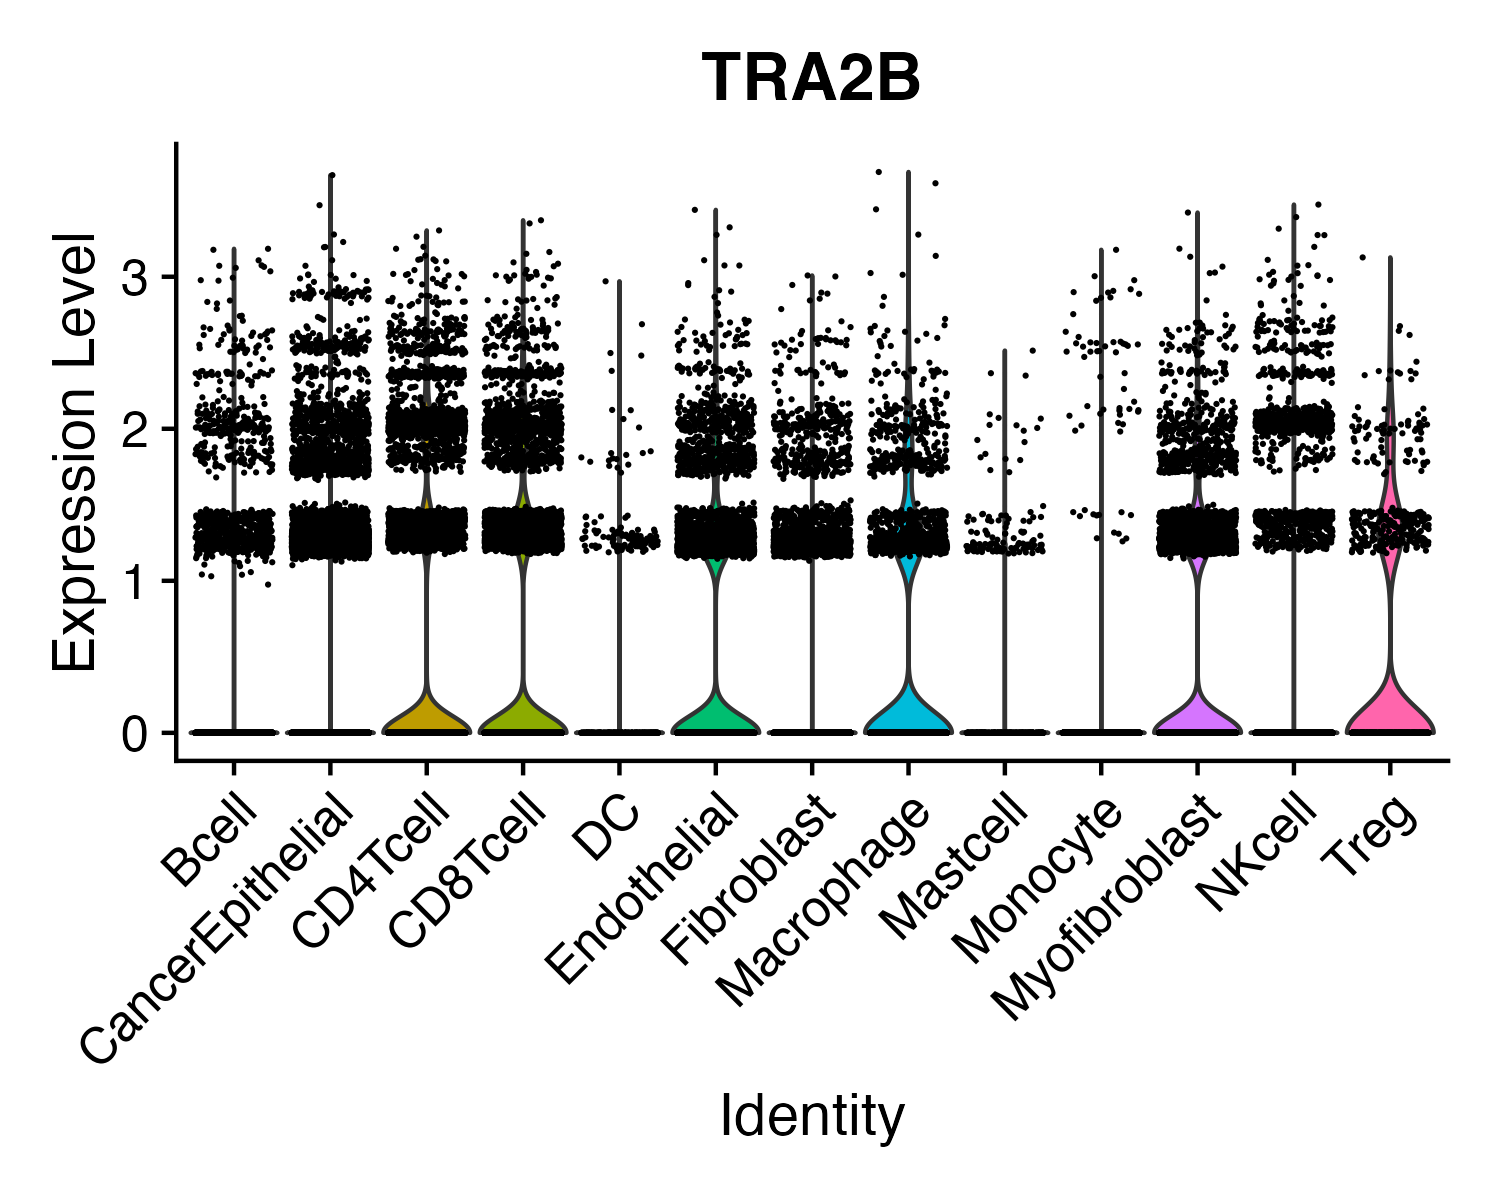 TRA2B
Expression Level
3
2
1
0
Bcell
CancerEpithelial
CD4Tcell
CD8Tcell
DC
Endothelial
Fibroblast
Macrophage
Mastcell
Monocyte
Myofibroblast
NKcell
Treg
Identity